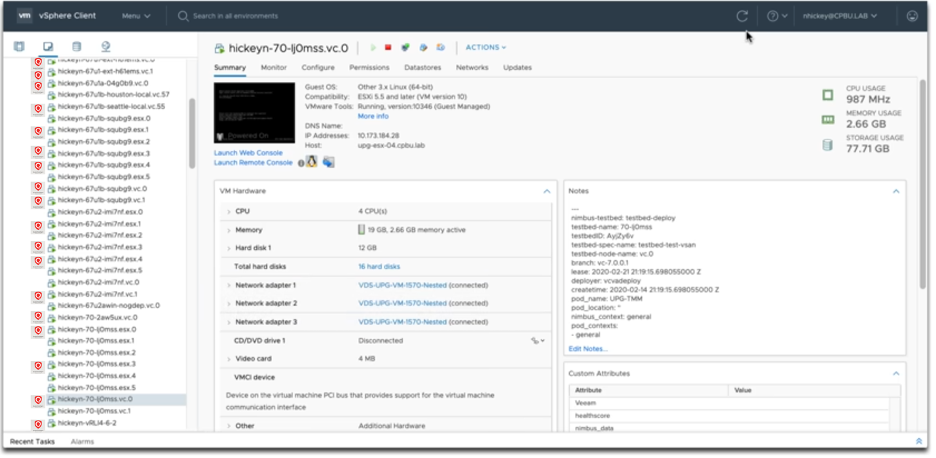 vm vSphere Client
Menu
Search in all environments
nhickey@CPBU.LAB
hickeyn-67u1-ext-h61ems.vc.0
hickeyn-67u1-ext-h61ems.vc.1
hickeyn-67u1a-04g0b9.vc.0
hickeyn-67u1b-houston-local.vc.57
hickeyn-67u1b-seattle-local.vc.55
hickeyn-67u1b-squbg9.esx.0
hickeyn-67u1b-squbg9.esx.1
hickeyn-67u1b-squbg9.esx.2
hickeyn-67u1b-squbg9.esx.3
hickeyn-67u1b-squbg9.esx.4
hickeyn-67u1b-squbg9.esx.5
hickeyn-67u1b-squbg9.vc.0
hickeyn-67u1b-squbg9.vc.1
hickeyn-67u2-imi7nf.esx.0
hickeyn-67u2-imi7nf.esx.1
hickeyn-67u2-imi7nf.esx.2
hickeyn-67u2-imi7nf.esx.3
hickeyn-67u2-imi7nf.esx.4
hickeyn-67u2-imi7nf.esx.5
hickeyn-67u2-imi7nf.vc.0
hickeyn-67u2-imi7nf.vc.1
hickeyn-67u2awin-nogdep.vc.0
hickeyn-70-2aw5ux.vc.0
hickeyn-70-lj0mss.esx.0
hickeyn-70-lj0mss.esx.1
hickeyn-70-lj0mss.esx.2
hickeyn-70-lj0mss.esx.3
hickeyn-70-lj0mss.esx.4
hickeyn-70-lj0mss.esx.5
hickeyn-70-lj0mss.vc.0
hickeyn-70-lj0mss.vc.1
hickeyn-vRLI4-6-2
hickeyn-70-lj0mss.vc.0
ACTIONS
Summary Monitor Configure Permissions Datastores Networks Updates
Powered On
Launch Web Console
Launch Remote Console
Guest OS: Other 3.x Linux (64-bit)
Compatibility: ESXi 5.5 and later (VM version 10)
VMware Tools: Running, version:10346 (Guest Managed)
More info
DNS Name:
IP Addresses: 10.173.184.28
Host: upg-esx-04.cpbu.lab
CPU USAGE
987 MHz
MEMORY USAGE
2.66 GB
STORAGE USAGE
77.71 GB
VM Hardware
CPU 4 CPU(s)
Memory 19 GB, 2.66 GB memory active
Hard disk 1 12 GB
Total hard disks 16 hard disks
Network adapter 1 VDS-UPG-VM-1570-Nested (connected)
Network adapter 2 VDS-UPG-VM-1570-Nested (connected)
Network adapter 3 VDS-UPG-VM-1570-Nested (connected)
CD/DVD drive 1 Disconnected
Video card 4 MB
VMCI device
Device on the virtual machine PCI bus that provides support for the virtual machine
communication interface
Other Additional Hardware
Notes
---
nimbus-testbed: testbed-deploy
testbed-name: 70-lj0mss
testbedID: AyjZy6v
testbed-spec-name: testbed-test-vsan
testbed-node-name: vc.0
branch: vc-7.0.0.1
lease: 2020-02-21 21:19:15.698055000 Z
deployer: vcvadeploy
createtime: 2020-02-14 21:19:15.698055000 Z
pod_name: UPG-TMM
pod_location: ''
nimbus_context: general
pod_contexts:
- general
Edit Notes...
Custom Attributes
Attribute Value
Veeam
healthscore
nimbus_data
Recent Tasks Alarms